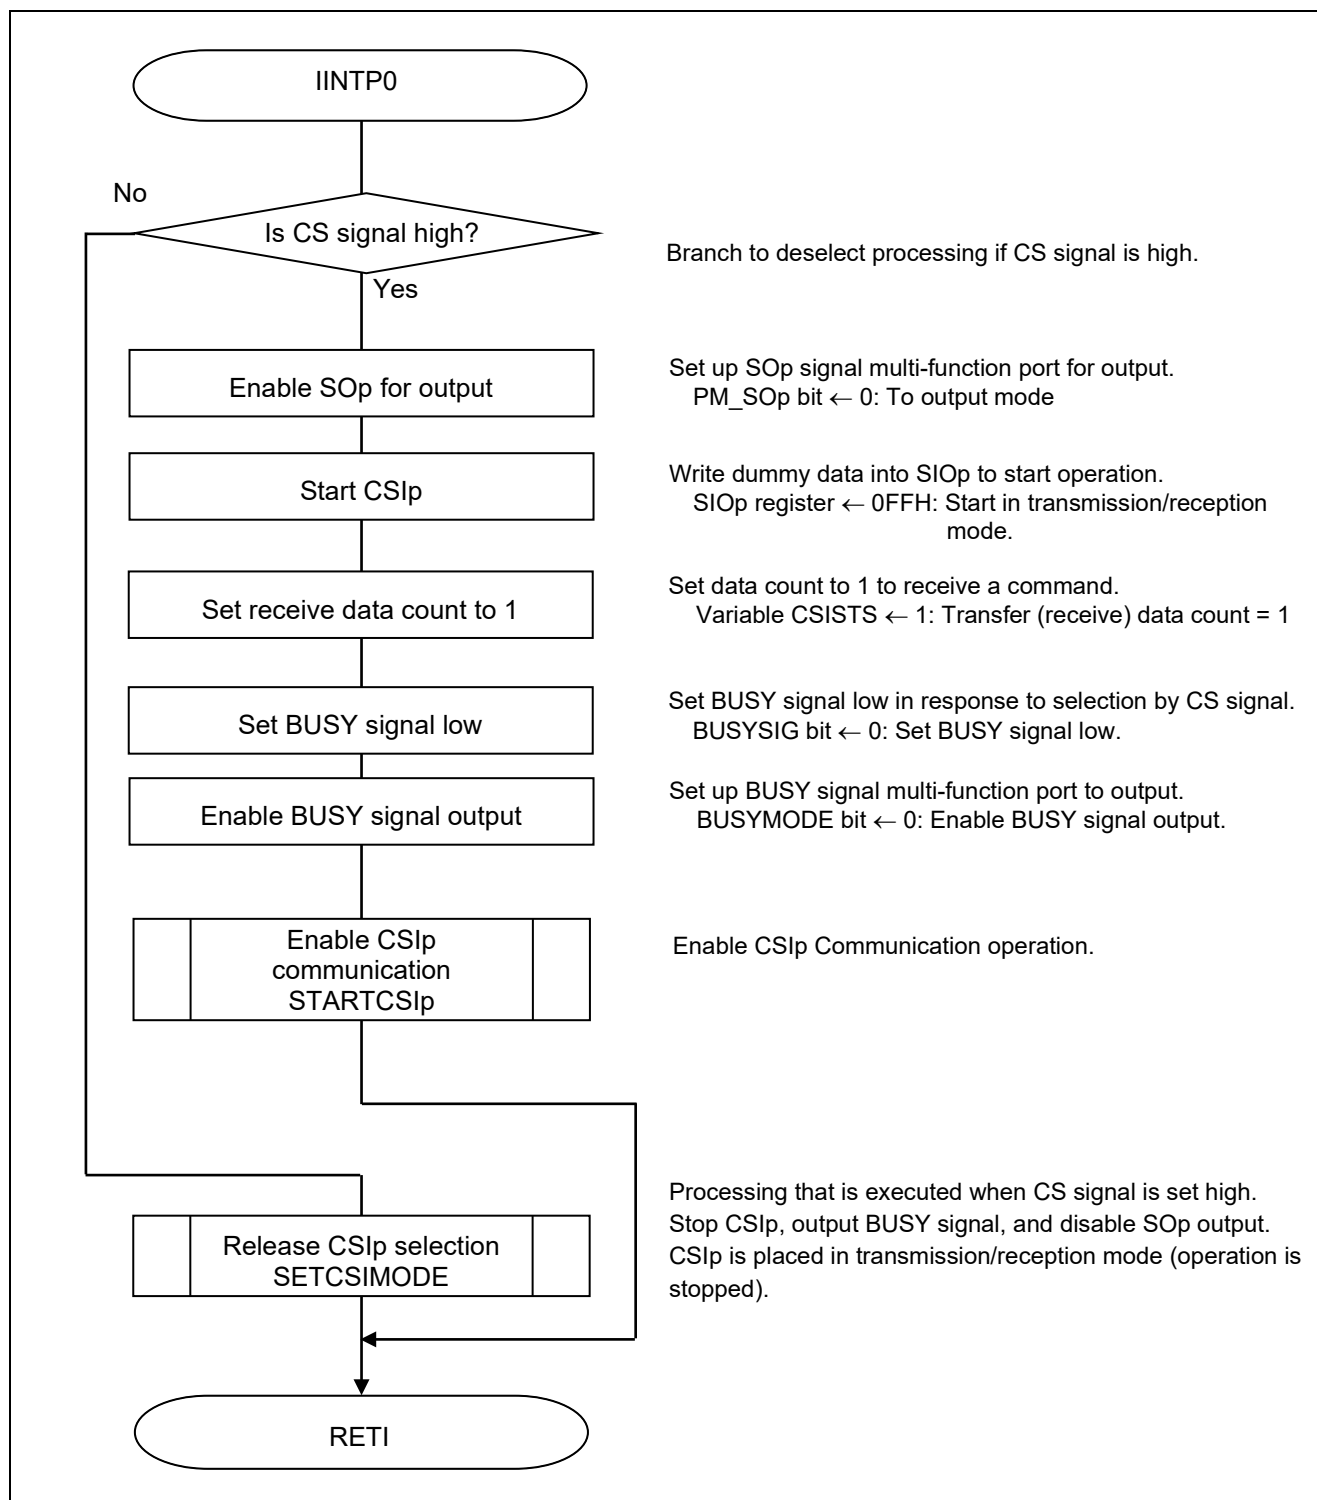 IINTP0
No
Is CS signal high?
Branch to deselect processing if CS signal is high.
Yes
Enable SOp for output
Set up SOp signal multi-function port for output.
PM_SOp bit ← 0: To output mode
Start CSIp
Write dummy data into SIOp to start operation.
SIOp register ← 0FFH: Start in transmission/reception
mode.
Set receive data count to 1
Set data count to 1 to receive a command.
Variable CSISTS ← 1: Transfer (receive) data count = 1
Set BUSY signal low
Set BUSY signal low in response to selection by CS signal.
BUSYSIG bit ← 0: Set BUSY signal low.
Enable BUSY signal output
Set up BUSY signal multi-function port to output.
BUSYMODE bit ← 0: Enable BUSY signal output.
Enable CSIp
communication
STARTCSIp
Enable CSIp Communication operation.
Release CSIp selection
SETCSIMODE
Processing that is executed when CS signal is set high.
Stop CSIp, output BUSY signal, and disable SOp output.
CSIp is placed in transmission/reception mode (operation is
stopped).
RETI